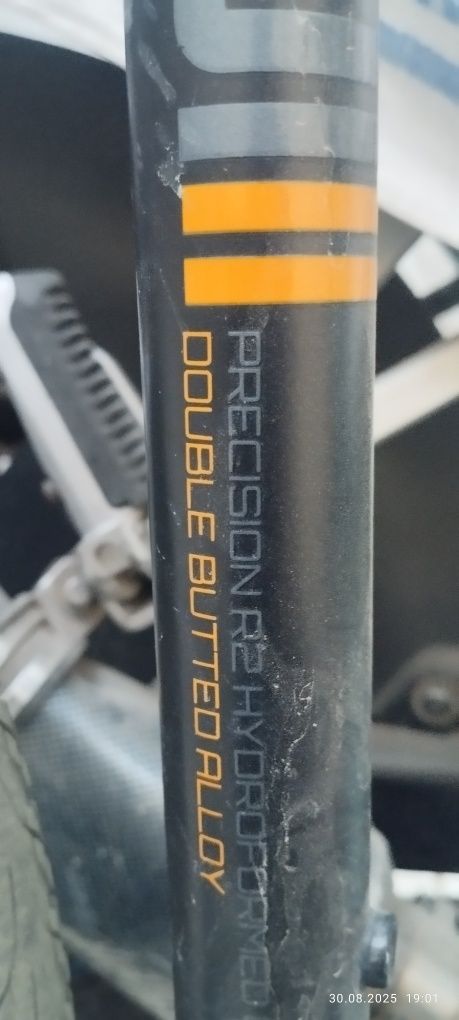 PRECISION R2 HYDROFORMED
DOUBLE BUTTED ALLOY
30.08.2025 19:01